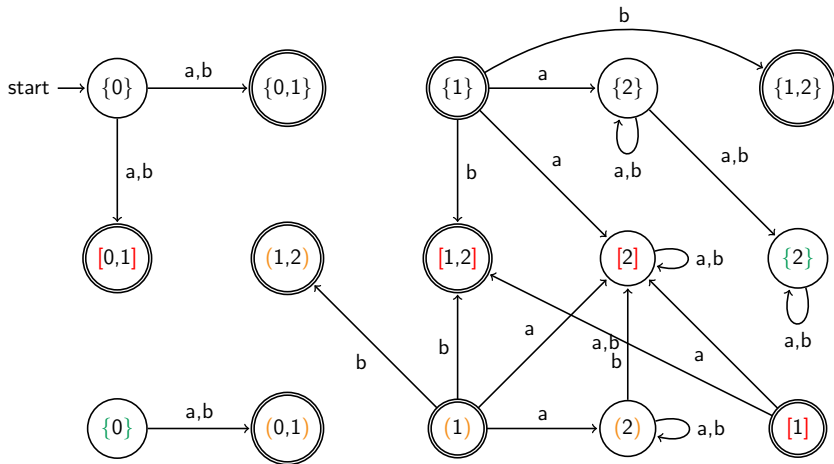 b
a,b
a
start
{0}
{0,1}
{1}
{2}
{1,2}
a,b
b
a
a,b
a,b
[0,1]
(1,2)
[1,2]
[2]
a,b
{2}
b
b
a
a,b
b
a
a,b
{0}
a,b
(0,1)
(1)
a
(2)
a,b
[1]